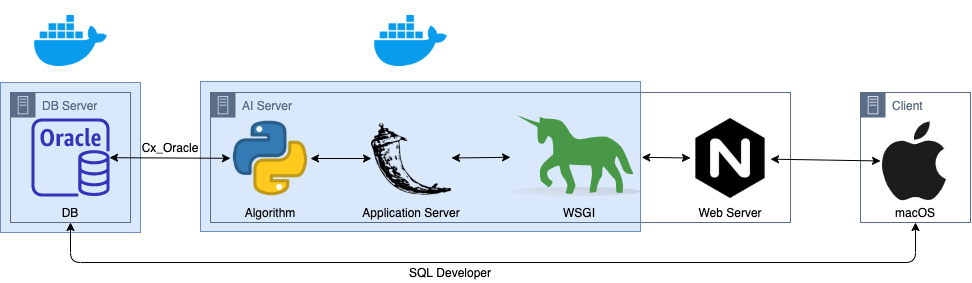 DB Server
AI Server
Client
Oracle
Cx_Oracle
N
DB
Algorithm
Application Server
WSGI
Web Server
macOS
SQL Developer